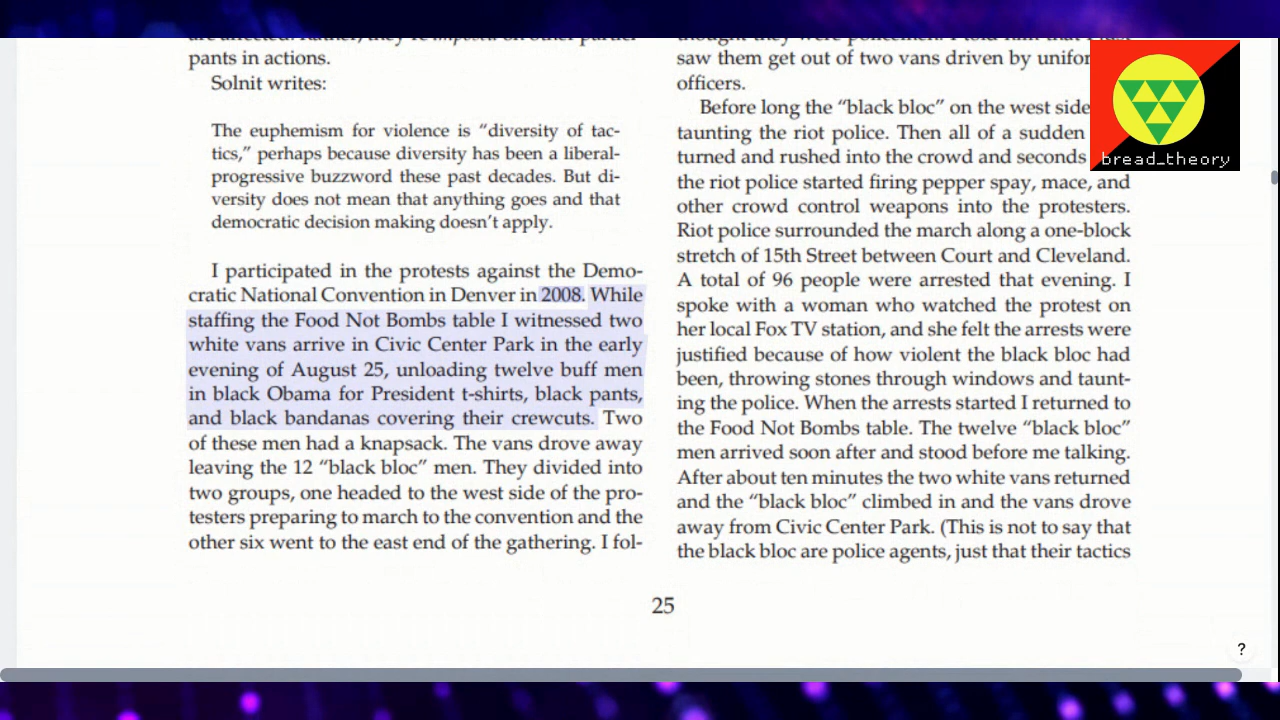 pants in actions.
Solnit writes:
The euphemism for violence is “diversity of tac-
tics,” perhaps because diversity has been a liberal-
progressive buzzword these past decades. But di-
versity does not mean that anything goes and that
democratic decision making doesn’t apply.
I participated in the protests against the Demo-
cratic National Convention in Denver in 2008. While
staffing the Food Not Bombs table I witnessed two
white vans arrive in Civic Center Park in the early
evening of August 25, unloading twelve buff men
in black Obama for President t-shirts, black pants,
and black bandanas covering their crewcuts. Two
of these men had a knapsack. The vans drove away
leaving the 12 “black bloc” men. They divided into
two groups, one headed to the west side of the pro-
testers preparing to march to the convention and the
other six went to the east end of the gathering. I fol-
saw them get out of two vans driven by unifor
officers.
Before long the “black bloc” on the west side
taunting the riot police. Then all of a sudden
turned and rushed into the crowd and seconds
the riot police started firing pepper spay, mace, and
other crowd control weapons into the protesters.
Riot police surrounded the march along a one-block
stretch of 15th Street between Court and Cleveland.
A total of 96 people were arrested that evening. I
spoke with a woman who watched the protest on
her local Fox TV station, and she felt the arrests were
justified because of how violent the black bloc had
been, throwing stones through windows and taunt-
ing the police. When the arrests started I returned to
the Food Not Bombs table. The twelve “black bloc”
men arrived soon after and stood before me talking.
After about ten minutes the two white vans returned
and the “black bloc” climbed in and the vans drove
away from Civic Center Park. (This is not to say that
the black bloc are police agents, just that their tactics
25
bread_theory
?